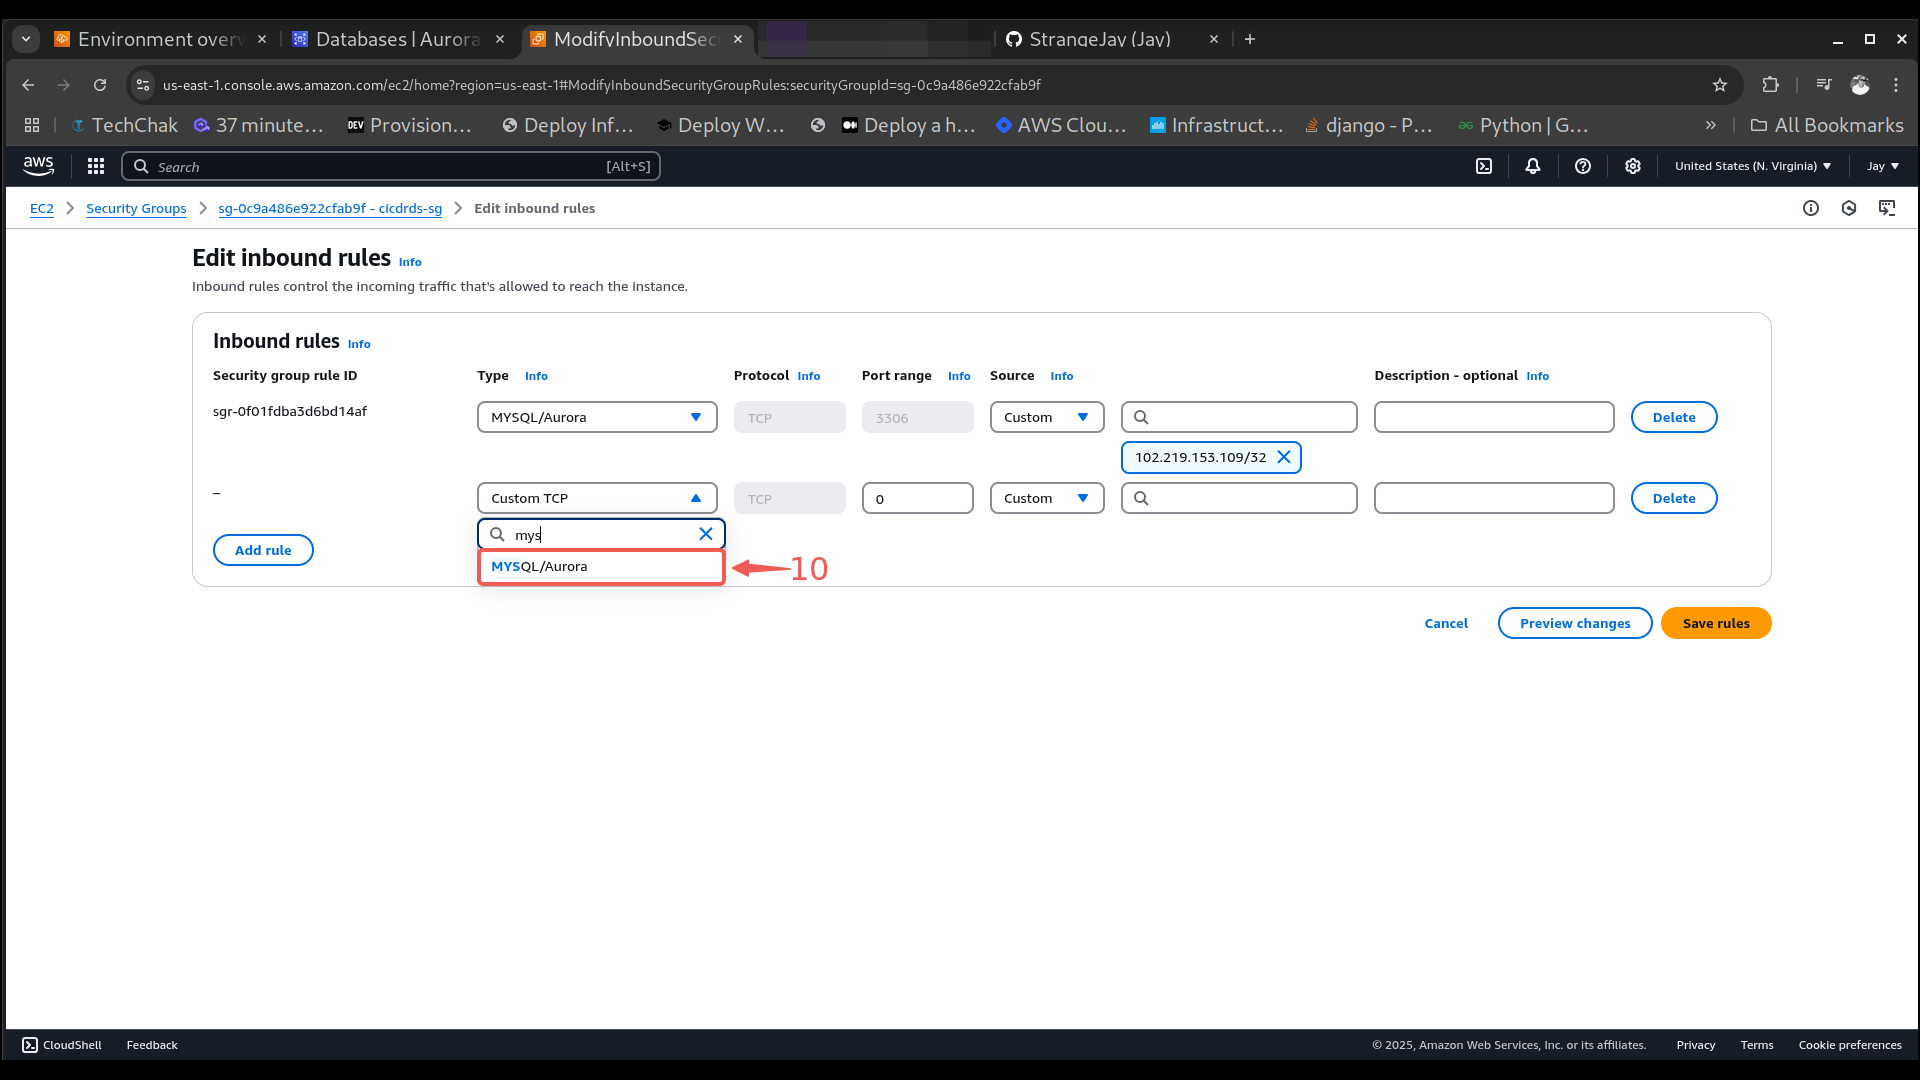 Environment over
Databases | Aurora
ModifyInboundSec
StrangeJay (Jay)
us-east-1.console.aws.amazon.com/ec2/home?region=us-east-1#ModifyInboundSecurityGroupRules:securityGroupId=sg-0c9a486e922cfab9f
TechChak
37 minute...
DEV Provision...
Deploy Inf...
Deploy W...
Deploy a h...
AWS Clou...
Infrastruct...
django - P...
Python | G...
» All Bookmarks
aws
Search [Alt+S]
United States (N. Virginia)
Jay
EC2 > Security Groups > sg-0c9a486e922cfab9f - cicdrds-sg > Edit inbound rules
Edit inbound rules Info
Inbound rules control the incoming traffic that's allowed to reach the instance.
Inbound rules Info
Security group rule ID Type Info Protocol Info Port range Info Source Info Description - optional Info
sgr-0f01fdba3d6bd14af MYSQL/Aurora TCP 3306 Custom Delete
102.219.153.109/32
– Custom TCP TCP 0 Custom Delete
mys
Add rule
MYSQL/Aurora
10
Cancel Preview changes Save rules
CloudShell Feedback © 2025, Amazon Web Services, Inc. or its affiliates. Privacy Terms Cookie preferences